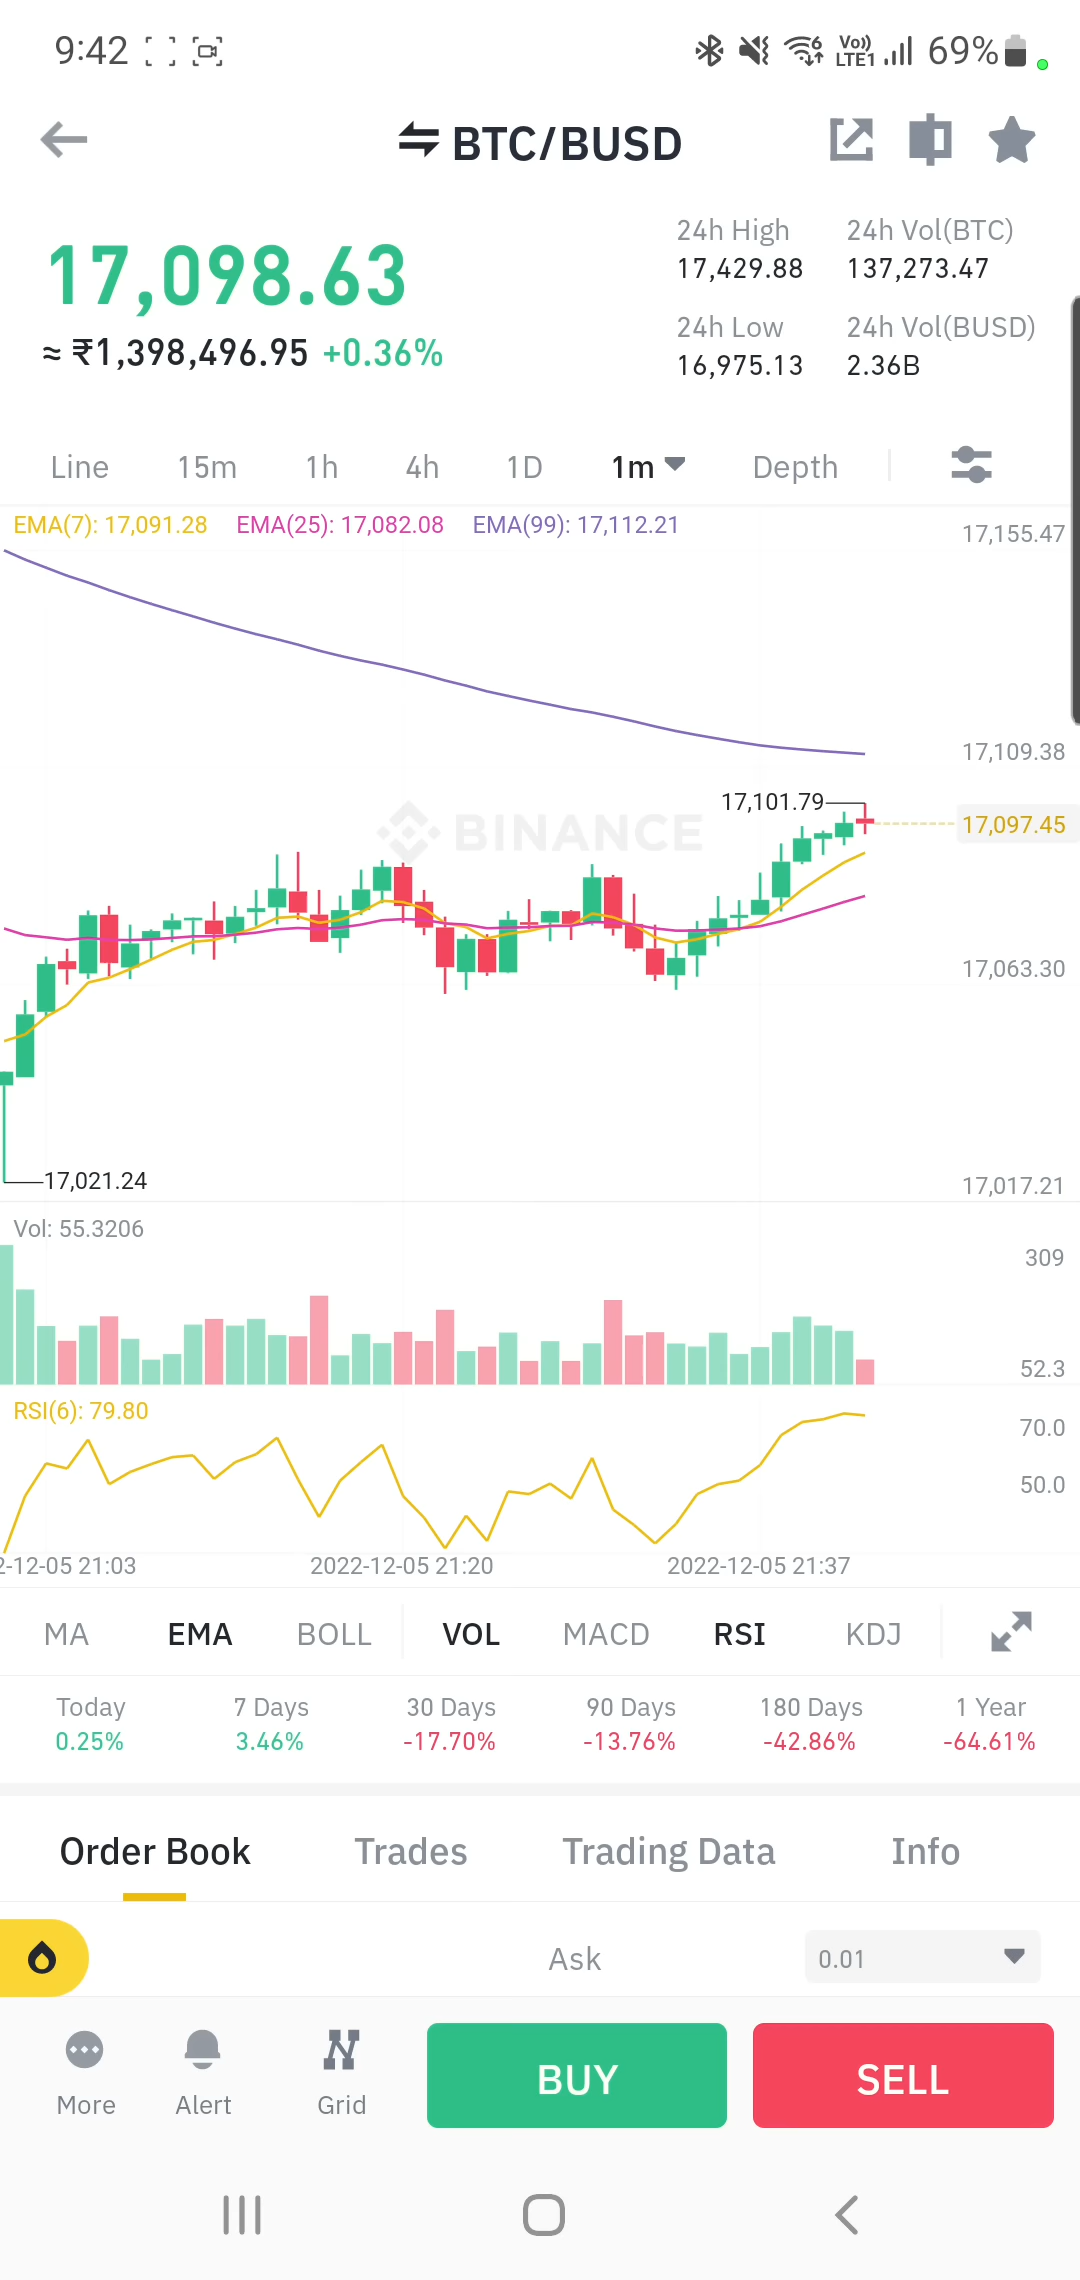 9:42 Vo)) LTE1 6 69%
BTC/BUSD
17,098.63
≈ ₹1,398,496.95 +0.36%
24h High 24h Vol(BTC)
17,429.88 137,273.47
24h Low 24h Vol(BUSD)
16,975.13 2.36B
Line 15m 1h 4h 1D 1m Depth
EMA(7): 17,091.28 EMA(25): 17,082.08 EMA(99): 17,112.21
17,155.47
17,109.38
17,101.79
17,097.45
BINANCE
17,063.30
17,021.24
17,017.21
Vol: 55.3206
309
52.3
RSI(6): 79.80
70.0
50.0
2-12-05 21:03 2022-12-05 21:20 2022-12-05 21:37
MA EMA BOLL VOL MACD RSI KDJ
Today 7 Days 30 Days 90 Days 180 Days 1 Year
0.25% 3.46% -17.70% -13.76% -42.86% -64.61%
Order Book Trades Trading Data Info
Ask 0.01
More Alert Grid BUY SELL